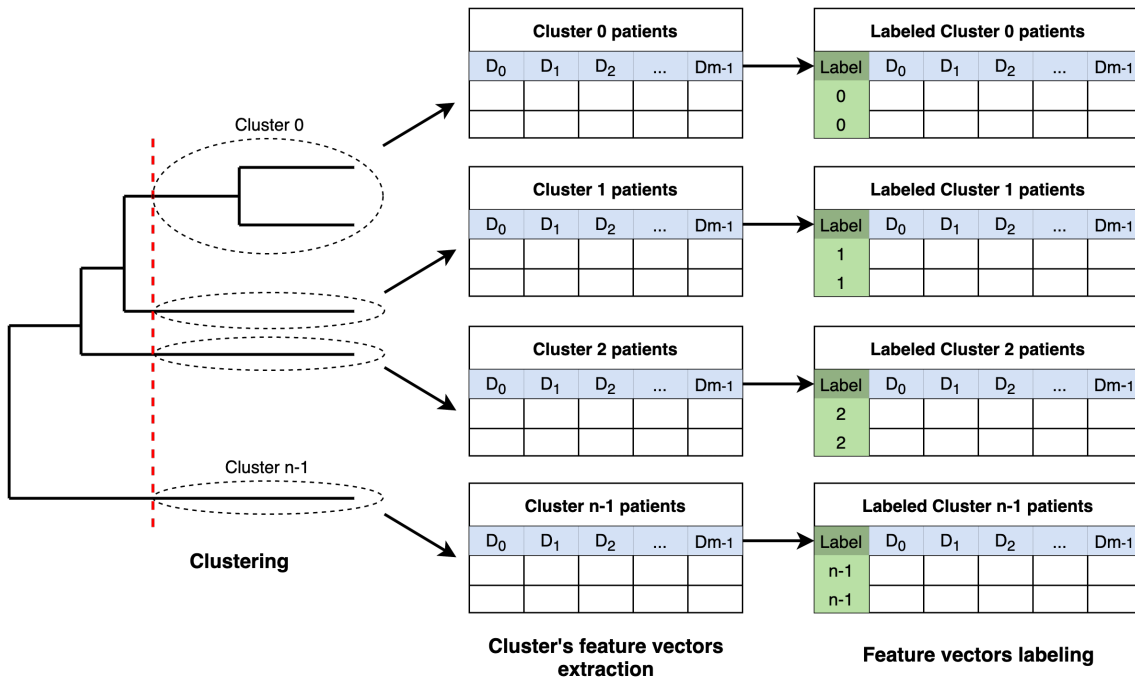 Cluster 0 patients
D₀ D₁ D₂ ... Dm-1
Labeled Cluster 0 patients
Label D₀ D₁ D₂ ... Dm-1
0
0
Cluster 0
Cluster 1 patients
D₀ D₁ D₂ ... Dm-1
Labeled Cluster 1 patients
Label D₀ D₁ D₂ ... Dm-1
1
1
Cluster 2 patients
D₀ D₁ D₂ ... Dm-1
Labeled Cluster 2 patients
Label D₀ D₁ D₂ ... Dm-1
2
2
Cluster n-1
Cluster n-1 patients
D₀ D₁ D₂ ... Dm-1
Labeled Cluster n-1 patients
Label D₀ D₁ D₂ ... Dm-1
n-1
n-1
Clustering
Cluster's feature vectors
extraction
Feature vectors labeling